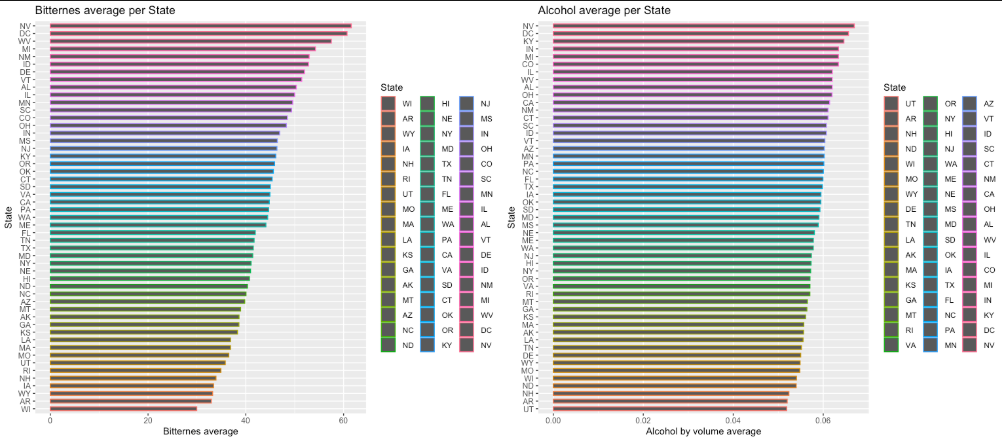 Bitternes average per State
State
NV
DC
WV
MI
NM
ID
DE
VT
AL
IL
MN
SC
CO
OH
IN
MS
NJ
KY
OR
OK
CT
SD
VA
CA
PA
WA
ME
FL
TN
TX
MD
NY
NE
HI
ND
NC
AZ
MT
AK
GA
KS
LA
MA
MO
UT
RI
NH
IA
WY
AR
WI
0 20 40 60
Bitternes average
State
WI HI NJ
AR NE MS
WY NY IN
IA MD OH
NH TX CO
RI TN SC
UT FL MN
MO ME IL
MA WA AL
LA PA VT
KS CA DE
GA VA ID
AK SD NM
MT CT MI
AZ OK WV
NC OR DC
ND KY NV
Alcohol average per State
State
NV
DC
KY
IN
MI
CO
IL
WV
AL
OH
CA
NM
CT
SC
ID
VT
AZ
MN
PA
NC
FL
TX
IA
OK
SD
MD
MS
NE
ME
WA
NJ
HI
NY
OR
VA
RI
MT
GA
KS
MA
AK
LA
TN
DE
WY
MO
WI
ND
NH
AR
UT
0.00 0.02 0.04 0.06
Alcohol by volume average
State
UT OR AZ
AR NY VT
NH HI ID
ND NJ SC
WI WA CT
MO ME NM
WY NE CA
DE MS OH
TN MD AL
LA SD WV
AK OK IL
MA IA CO
KS TX MI
GA FL IN
MT NC KY
RI PA DC
VA MN NV